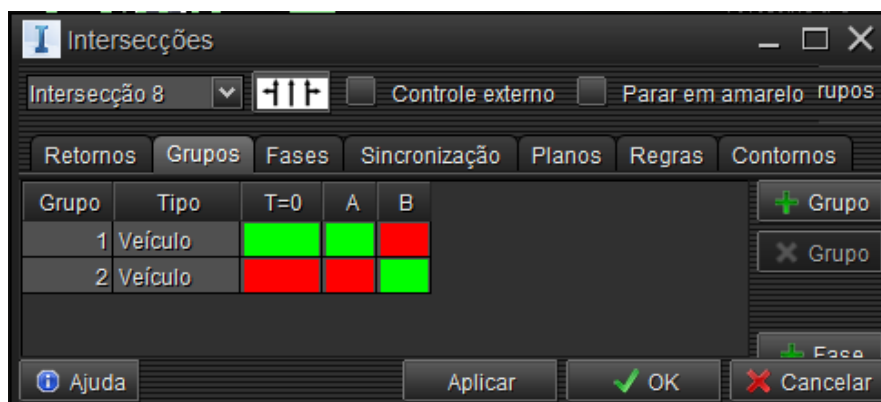 Intersecções
Intersecção 8 Controle externo Parar em amarelo rupos
Retornos Grupos Fases Sincronização Planos Regras Contornos
Grupo Tipo T=0 A B Grupo
1 Veículo
Grupo
2 Veículo
Fase
Ajuda Aplicar OK Cancelar